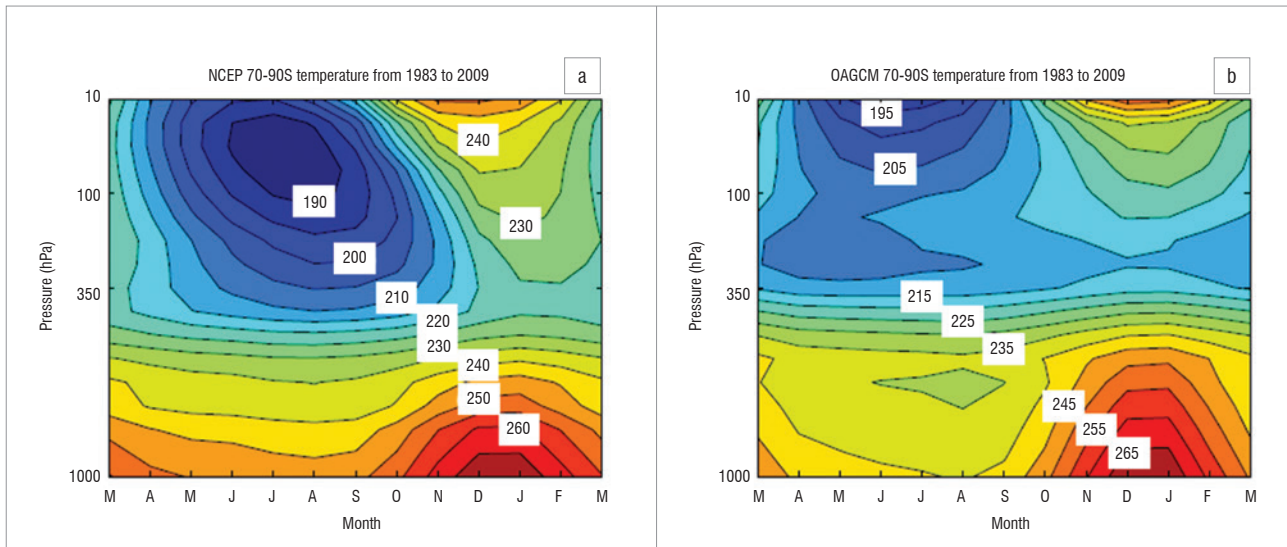 NCEP 70-90S temperature from 1983 to 2009
a
10
100
350
1000
Pressure (hPa)
240
190
230
200
210
220
230
240
250
260
M A M J J A S O N D J F M
Month
OAGCM 70-90S temperature from 1983 to 2009
b
10
100
350
1000
Pressure (hPa)
195
205
215
225
235
245
255
265
M A M J J A S O N D J F M
Month